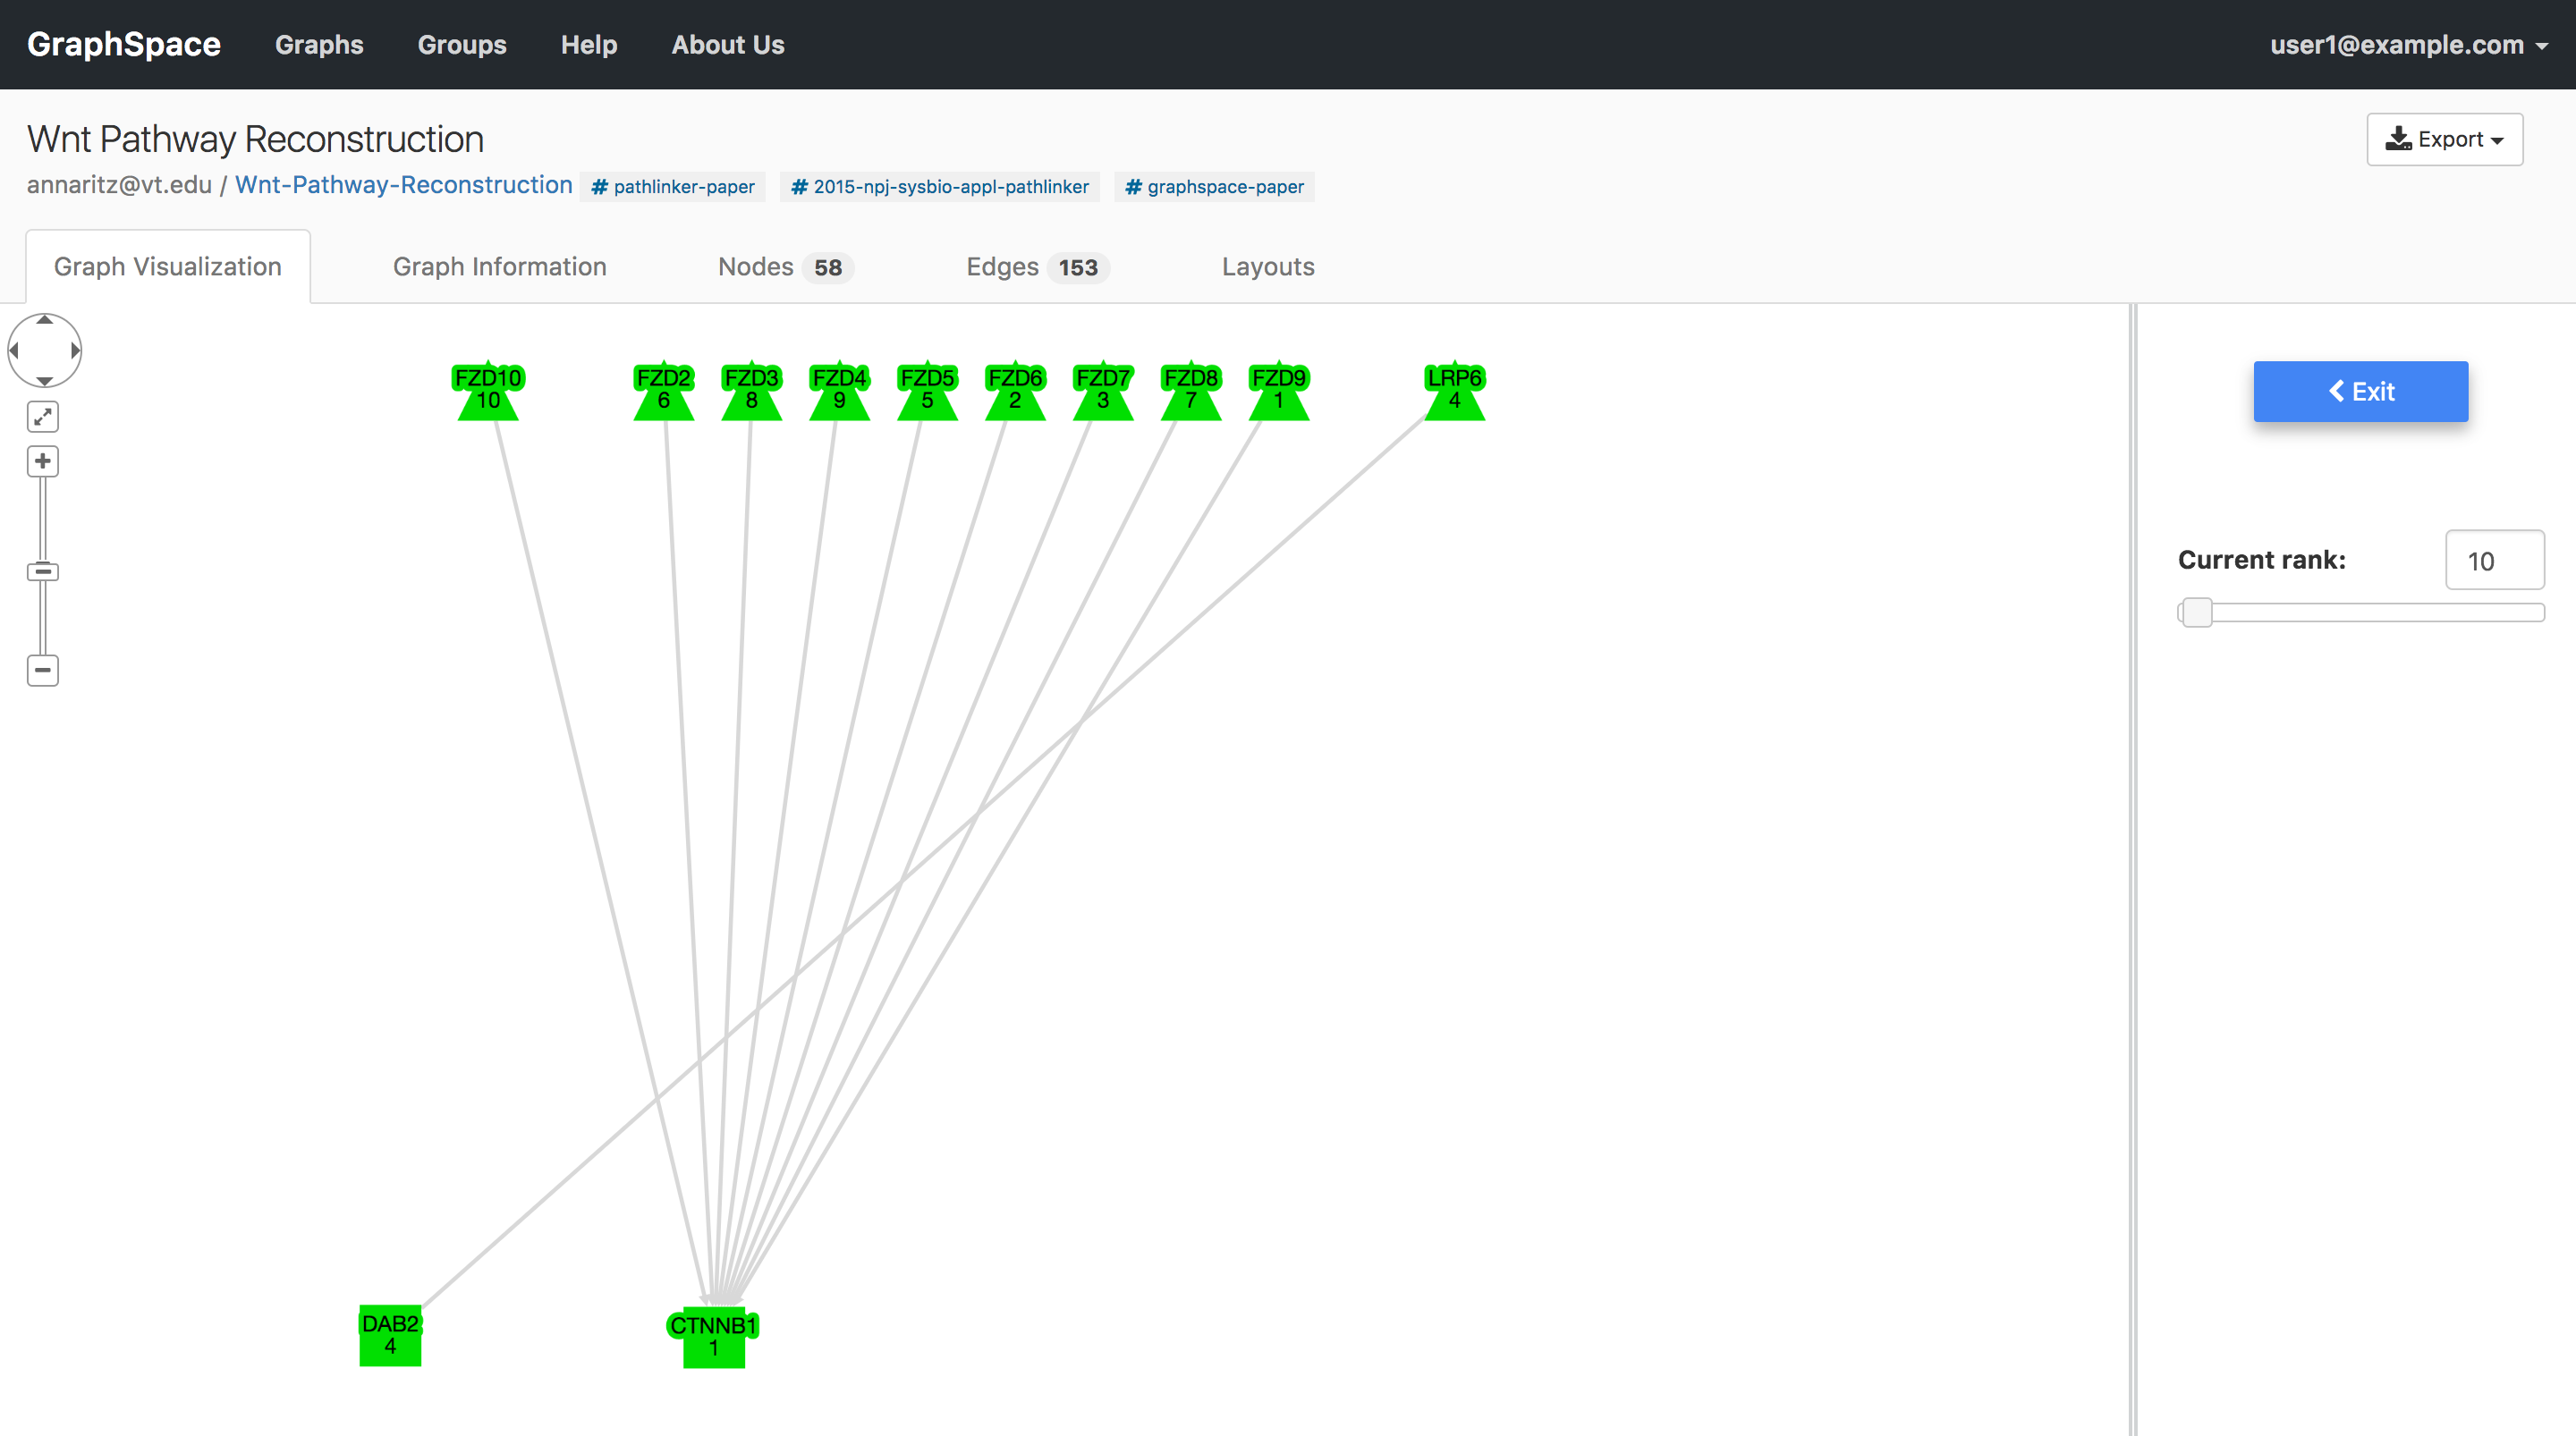 GraphSpace Graphs Groups Help About Us user1@example.com
Wnt Pathway Reconstruction
Export
annaritz@vt.edu / Wnt-Pathway-Reconstruction # pathlinker-paper # 2015-npj-sysbio-appl-pathlinker # graphspace-paper
Graph Visualization Graph Information Nodes 58 Edges 153 Layouts
FZD10 FZD2 FZD3 FZD4 FZD5 FZD6 FZD7 FZD8 FZD9 LRP6
10 6 8 9 5 2 3 7 1 4
Exit
Current rank: 10
DAB2 CTNNB1
4 1